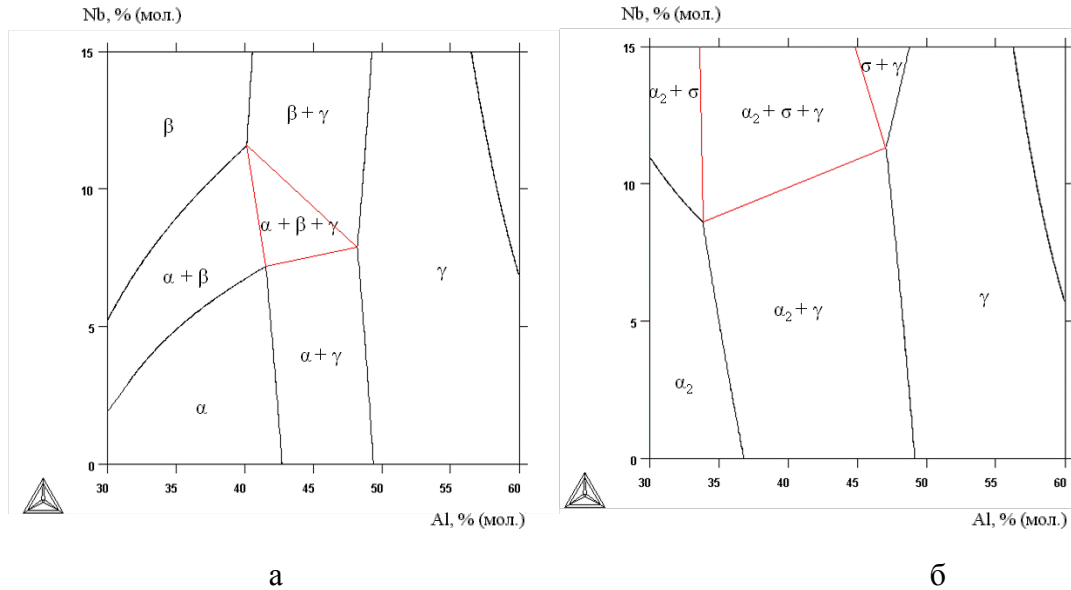 Nb, % (мол.)
15
10
5
0
30
35
40
45
50
55
60
β
β + γ
α + β + γ
α + β
γ
α + γ
α
Al, % (мол.)
а
Nb, % (мол.)
15
10
5
0
30
35
40
45
50
55
60
σ + γ
α₂ + σ
α₂ + σ + γ
α₂ + γ
γ
α₂
Al, % (мол.)
б